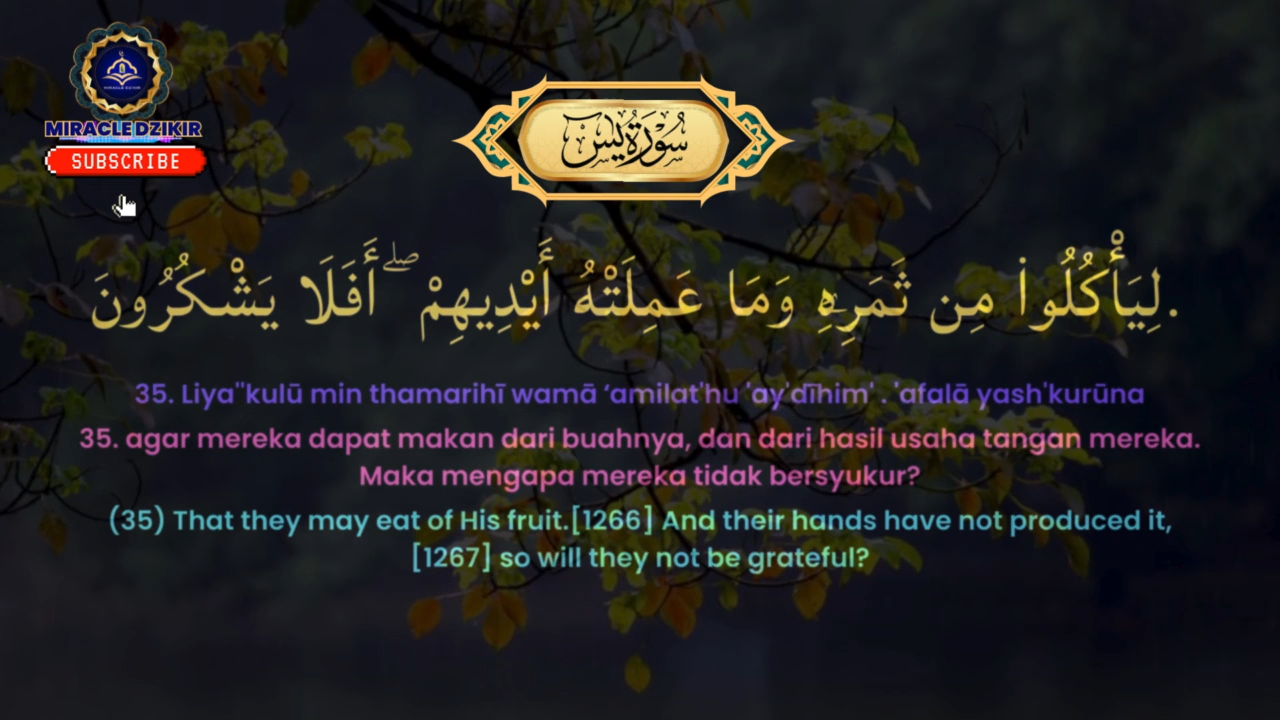 MIRACLEDZIKIR
SUBSCRIBE
سُورَةُ يس
.لِيَأْكُلُوا۟ مِن ثَمَرِهِۦ وَمَا عَمِلَتْهُ أَيْدِيهِمْ ۖ أَفَلَا يَشْكُرُونَ
35. Liya''kulū min thamarihī wamā ‘amilat'hu 'ay'dīhim' . 'afalā yash'kurūna
35. agar mereka dapat makan dari buahnya, dan dari hasil usaha tangan mereka.
Maka mengapa mereka tidak bersyukur?
(35) That they may eat of His fruit.[1266] And their hands have not produced it,
[1267] so will they not be grateful?